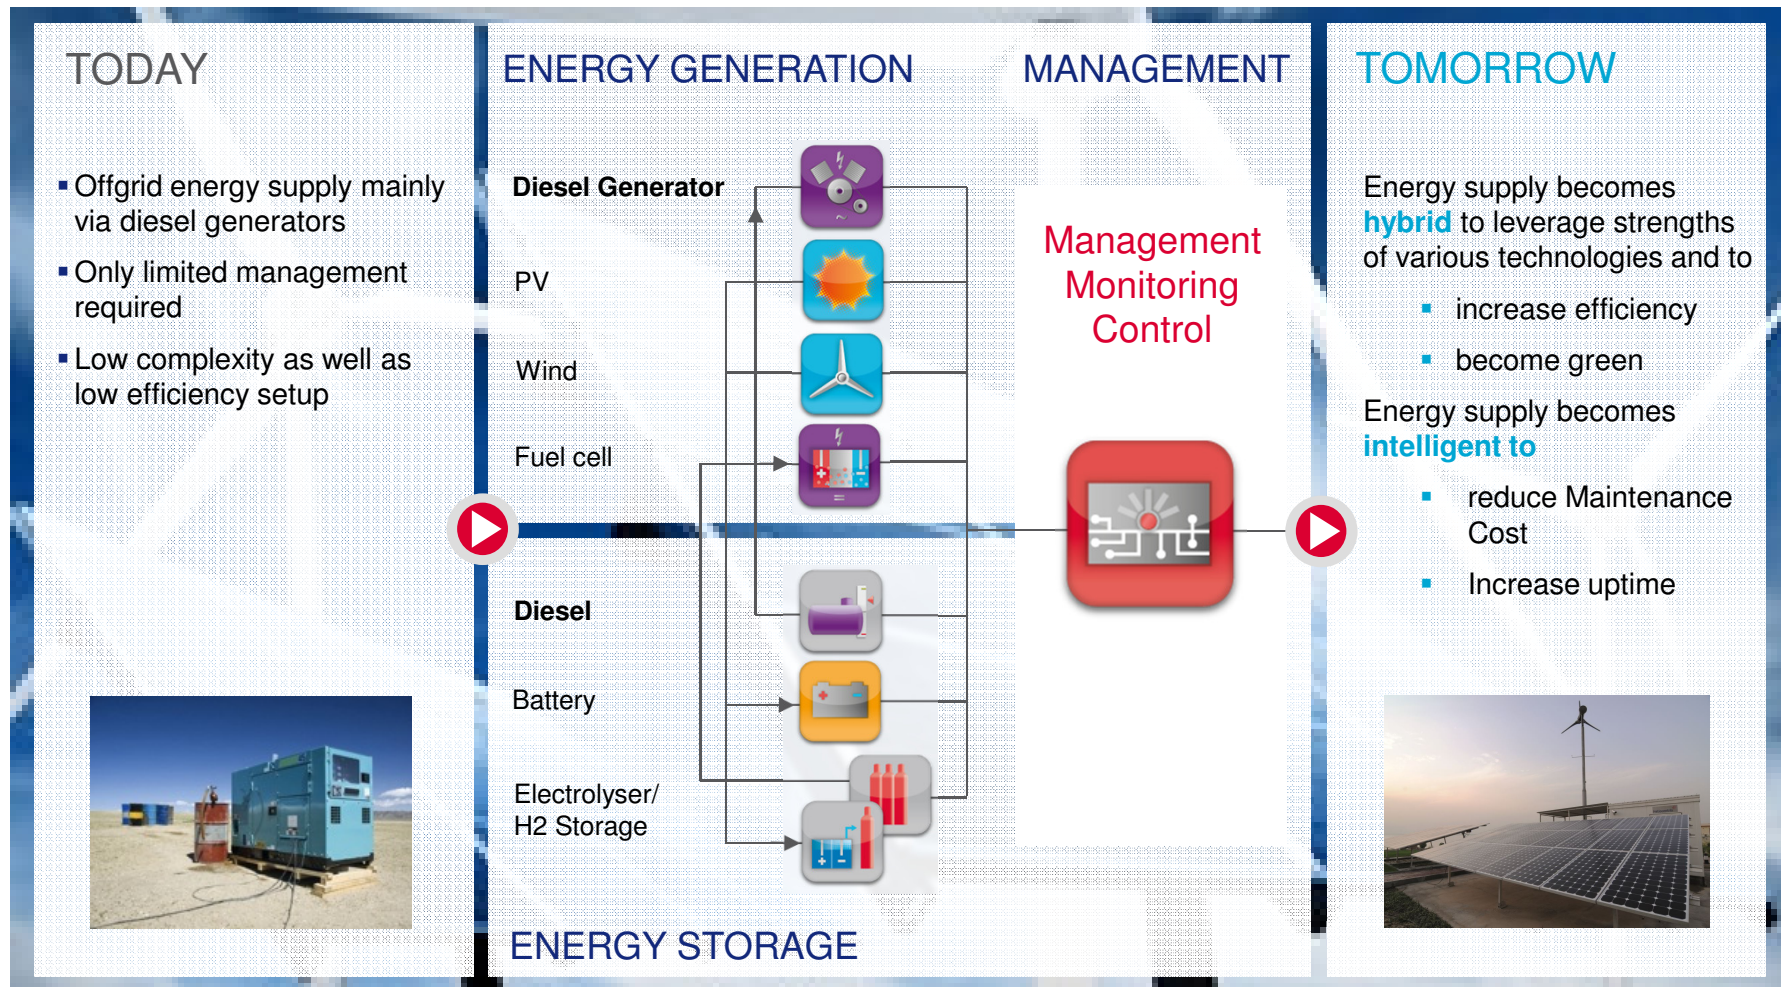 TODAY
▪ Offgrid energy supply mainly
via diesel generators
▪ Only limited management
required
▪ Low complexity as well as
low efficiency setup
ENERGY GENERATION
Diesel Generator
PV
Wind
Fuel cell
Diesel
Battery
Electrolyser/
H2 Storage
ENERGY STORAGE
MANAGEMENT
Management
Monitoring
Control
TOMORROW
Energy supply becomes
hybrid to leverage strengths
of various technologies and to
▪ increase efficiency
▪ become green
Energy supply becomes
intelligent to
▪ reduce Maintenance
Cost
▪ Increase uptime